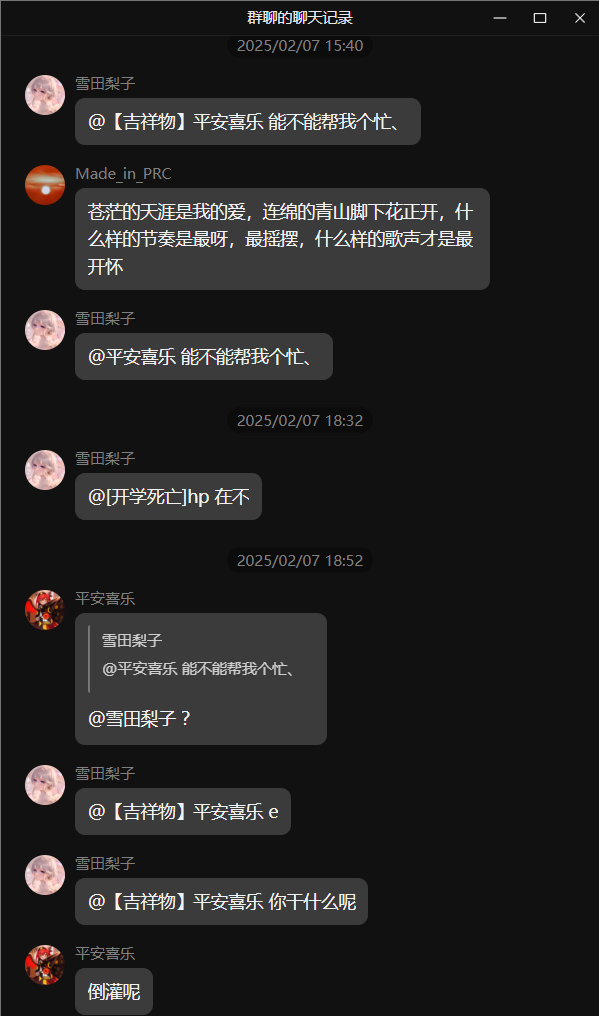 群聊的聊天记录
2025/02/07 15:40
雪田梨子
@【吉祥物】平安喜乐 能不能帮我个忙、
Made_in_PRC
苍茫的天涯是我的爱，连绵的青山脚下花正开，什
么样的节奏是最呀，最摇摆，什么样的歌声才是最
开怀
雪田梨子
@平安喜乐 能不能帮我个忙、
2025/02/07 18:32
雪田梨子
@[开学死亡]hp 在不
2025/02/07 18:52
平安喜乐
雪田梨子
@平安喜乐 能不能帮我个忙、
@雪田梨子 ?
雪田梨子
@【吉祥物】平安喜乐 e
雪田梨子
@【吉祥物】平安喜乐 你干什么呢
平安喜乐
倒灌呢